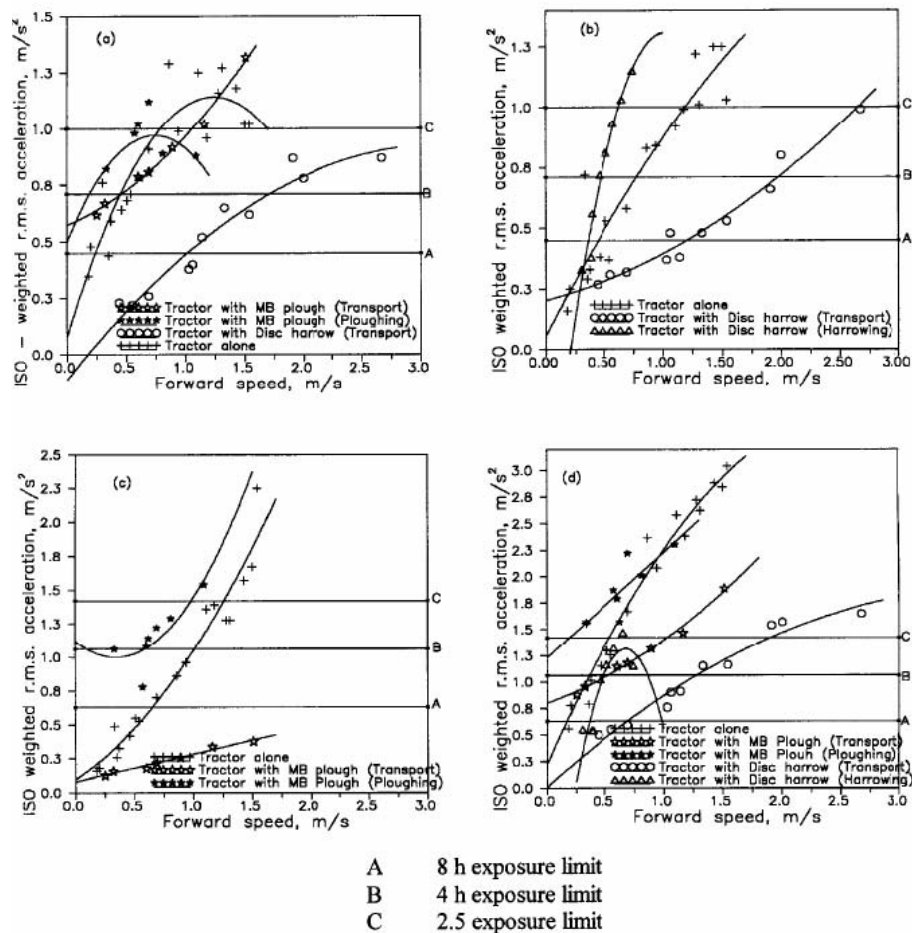 (a)
ISO – weighted r.m.s. acceleration, m/s²
1.5
1.3
1.0
0.8
0.5
0.3
0.0
C
B
A
Tractor with MB plough (Transport)
Tractor with MB plough (Ploughing)
Tractor with Disc harrow (Transport)
Tractor alone
0.0 0.5 1.0 1.5 2.0 2.5 3.0
Forward speed, m/s
(b)
ISO weighted r.m.s. acceleration, m/s²
1.3
1.0
0.8
0.5
0.3
0.0
C
B
A
Tractor alone
Tractor with Disc harrow (Transport)
Tractor with Disc harrow (Harrowing)
0.00 0.50 1.00 1.50 2.00 2.50 3.00
Forward speed, m/s
(c)
ISO weighted r.m.s. acceleration, m/s²
2.5
2.3
2.0
1.7
1.5
1.3
1.0
0.8
0.5
0.3
0.0
C
B
A
Tractor alone
Tractor with MB plough (Transport)
Tractor with MB Plough (Ploughing)
0.0 0.5 1.0 1.5 2.0 2.5 3.0
Forward speed, m/s
(d)
ISO weighted r.m.s. acceleration, m/s²
3.0
2.8
2.5
2.3
2.0
1.8
1.5
1.3
1.0
0.8
0.5
0.3
0.0
C
B
A
Tractor alone
Tractor with MB Plough (Transport)
Tractor with MB Plouh (Ploughing)
Tractor with Disc harrow (Transport)
Tractor with Disc harrow (Harrowing)
0.0 0.5 1.0 1.5 2.0 2.5 3.0
Forward speed, m/s
A 8 h exposure limit
B 4 h exposure limit
C 2.5 exposure limit